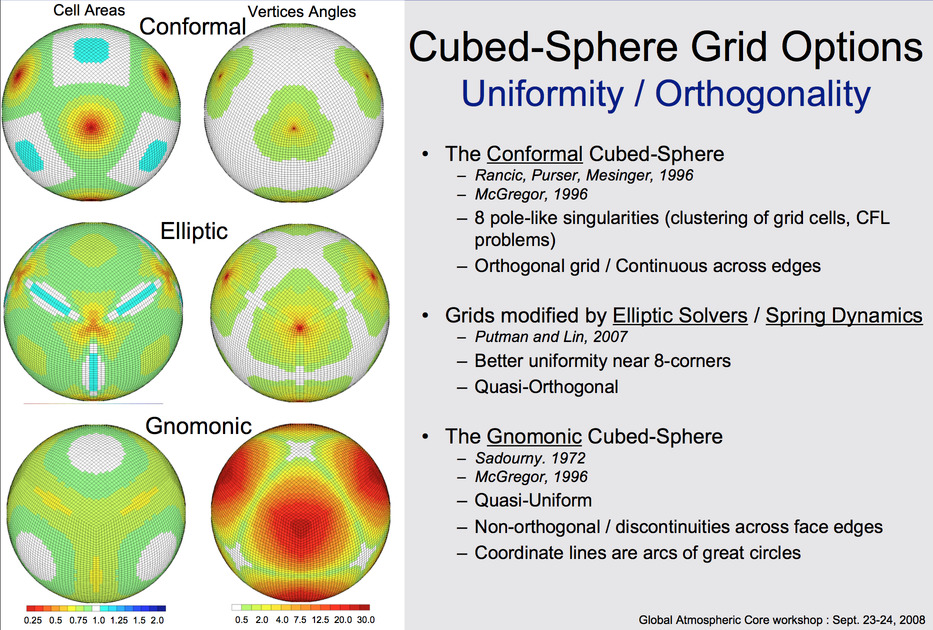 Cell Areas
Vertices Angles
Conformal
Elliptic
Gnomonic
0.25 0.5 0.75 1.0 1.25 1.5 2.0
0.5 2.0 4.0 7.5 12.5 20.0 30.0
Cubed-Sphere Grid Options
Uniformity / Orthogonality
• The Conformal Cubed-Sphere
– Rancic, Purser, Mesinger, 1996
– McGregor, 1996
– 8 pole-like singularities (clustering of grid cells, CFL
problems)
– Orthogonal grid / Continuous across edges
• Grids modified by Elliptic Solvers / Spring Dynamics
– Putman and Lin, 2007
– Better uniformity near 8-corners
– Quasi-Orthogonal
• The Gnomonic Cubed-Sphere
– Sadourny. 1972
– McGregor, 1996
– Quasi-Uniform
– Non-orthogonal / discontinuities across face edges
– Coordinate lines are arcs of great circles
Global Atmospheric Core workshop : Sept. 23-24, 2008